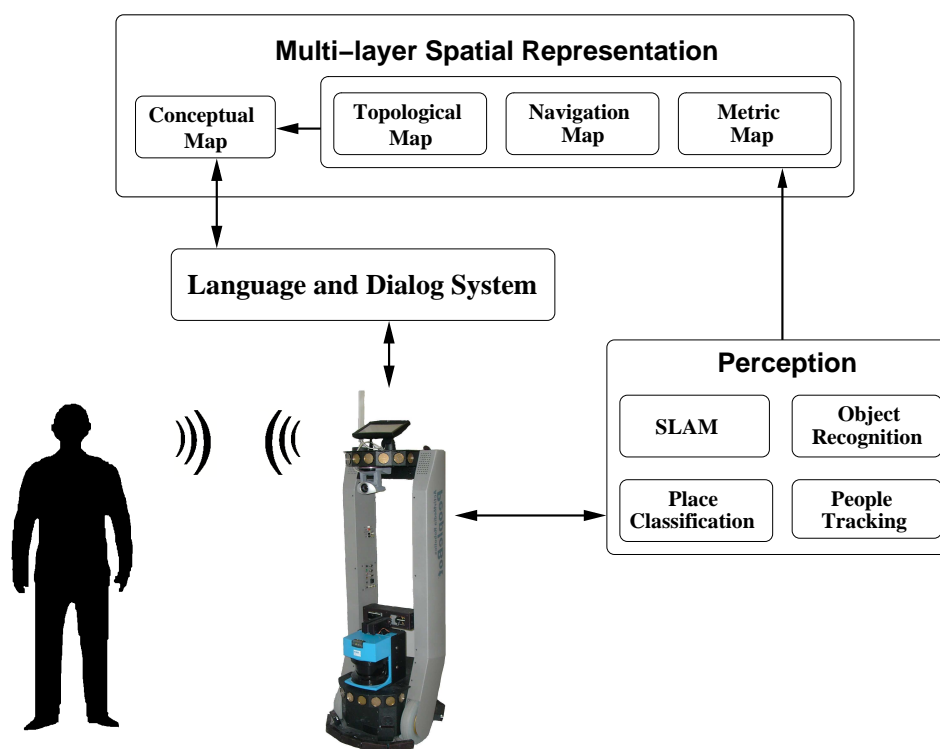 Multi–layer Spatial Representation
Conceptual
Map
Topological
Map
Navigation
Map
Metric
Map
Language and Dialog System
Perception
SLAM
Object
Recognition
Place
Classification
People
Tracking
peopleBot